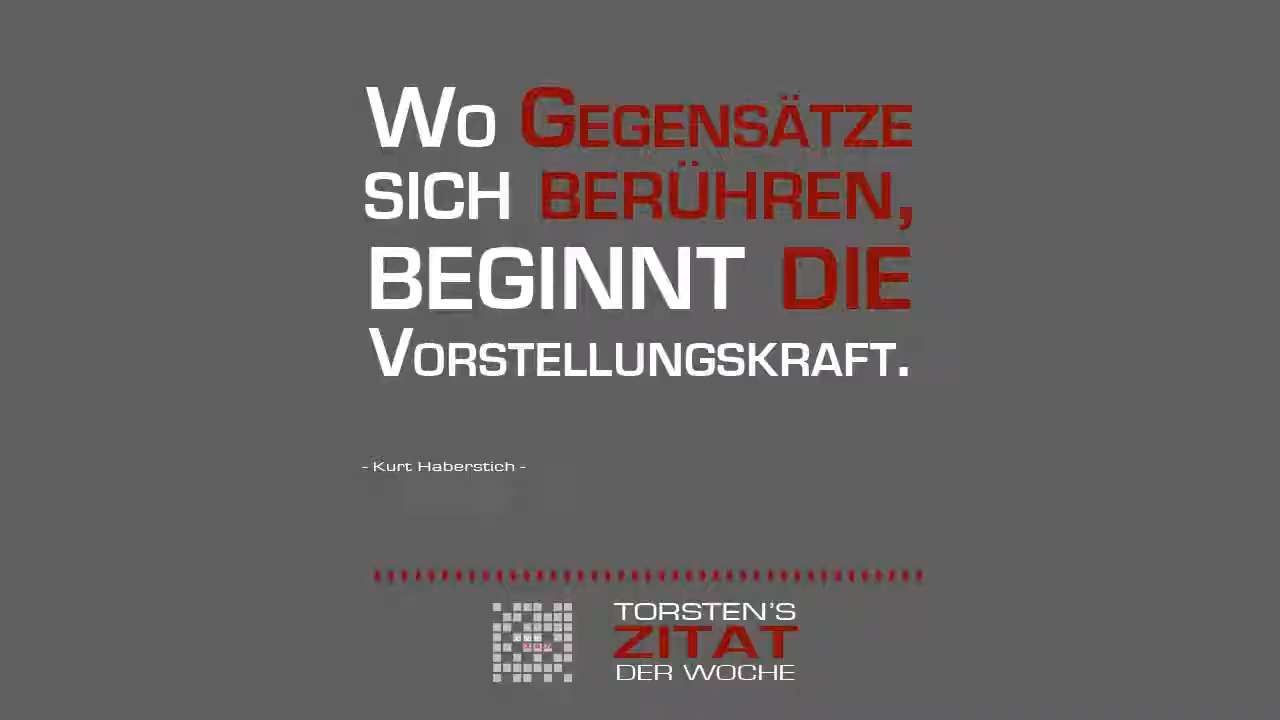 Wo Gegensätze
sich berühren,
beginnt die
Vorstellungskraft.
- Kurt Haberstich -
TORSTEN'S
ZITAT
DER WOCHE